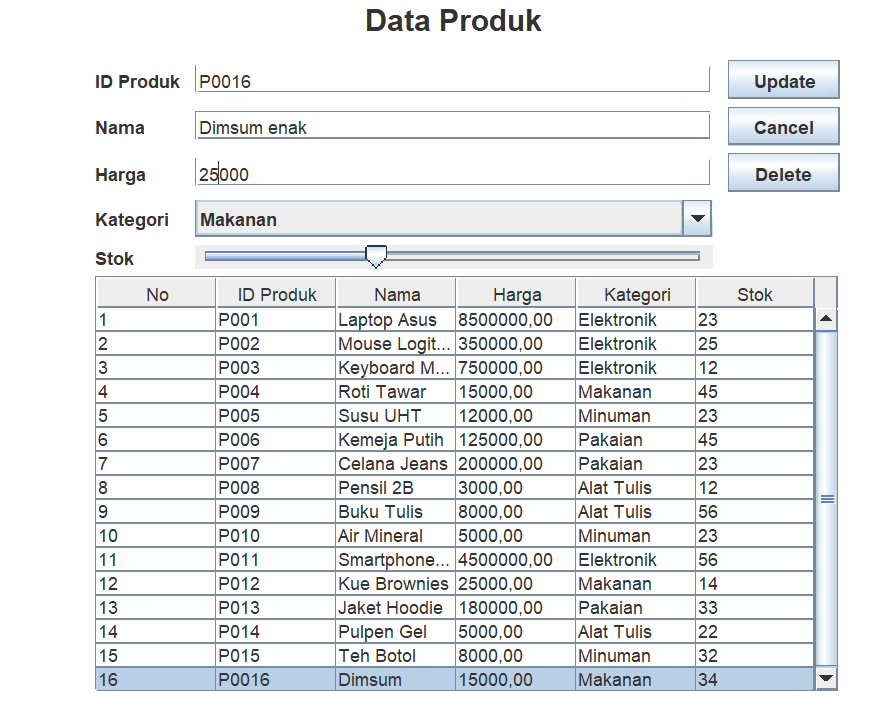 Data Produk
ID Produk P0016 Update
Nama Dimsum enak Cancel
Harga 25000 Delete
Kategori Makanan
Stok
No ID Produk Nama Harga Kategori Stok
1 P001 Laptop Asus 8500000,00 Elektronik 23
2 P002 Mouse Logit... 350000,00 Elektronik 25
3 P003 Keyboard M... 750000,00 Elektronik 12
4 P004 Roti Tawar 15000,00 Makanan 45
5 P005 Susu UHT 12000,00 Minuman 23
6 P006 Kemeja Putih 125000,00 Pakaian 45
7 P007 Celana Jeans 200000,00 Pakaian 23
8 P008 Pensil 2B 3000,00 Alat Tulis 12
9 P009 Buku Tulis 8000,00 Alat Tulis 56
10 P010 Air Mineral 5000,00 Minuman 23
11 P011 Smartphone... 4500000,00 Elektronik 56
12 P012 Kue Brownies 25000,00 Makanan 14
13 P013 Jaket Hoodie 180000,00 Pakaian 33
14 P014 Pulpen Gel 5000,00 Alat Tulis 22
15 P015 Teh Botol 8000,00 Minuman 32
16 P0016 Dimsum 15000,00 Makanan 34